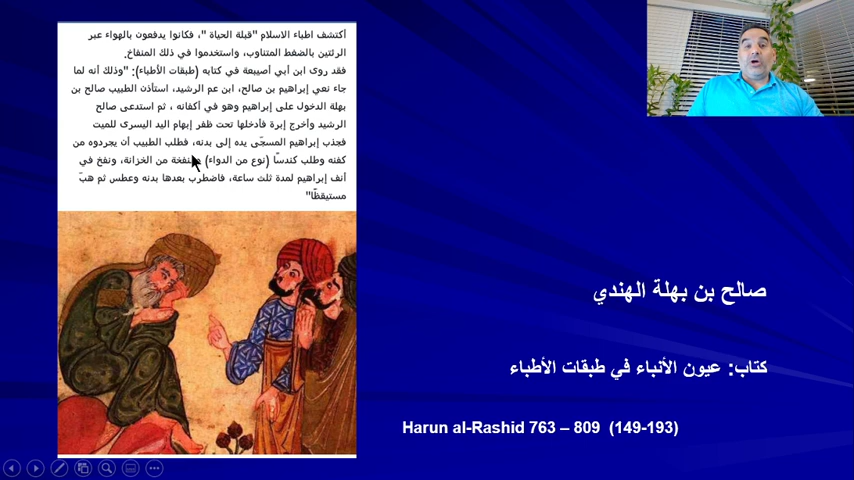 أكتشف اطباء الاسلام "قبلة الحياة "، فكانوا يدفعون بالهواء عبر
الرئتين بالضغط المتناوب، واستخدموا في ذلك المنفاخ.
فقد روى ابن أبي أصيبعة في كتابه (طبقات الأطباء): "وذلك أنه لما
جاء نعي إبراهيم بن صالح، ابن عم الرشيد، استأذن الطبيب صالح بن
بهلة الدخول على إبراهيم وهو في أكفانه ، ثم استدعى صالح
الرشيد وأخرج إبرة فأدخلها تحت ظفر إبهام اليد اليسرى للميت
فجذب إبراهيم المسجّى يده إلى بدنه، فطلب الطبيب أن يجردوه من
كفنه وطلب كندسًا (نوع من الدواء) ومنفخة من الخزانة، ونفخ في
أنف إبراهيم لمدة ثلث ساعة، فاضطرب بعدها بدنه وعطس ثم هبّ
مستيقظًا"
صالح بن بهلة الهندي
كتاب: عيون الأنباء في طبقات الأطباء
Harun al-Rashid 763 – 809 (149-193)